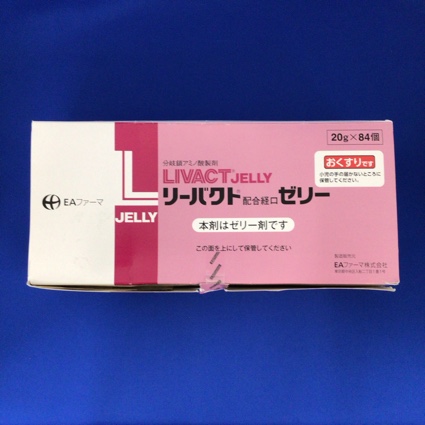 20g×84個
分岐鎖アミノ酸製剤
LIVACT JELLY
リーバクト配合経口ゼリー
おくすりです
小児の手の届かないところに
保管してください。
EAファーマ
L
JELLY
本剤はゼリー剤です
この面を上にして保管してください
製造販売元
EAファーマ株式会社